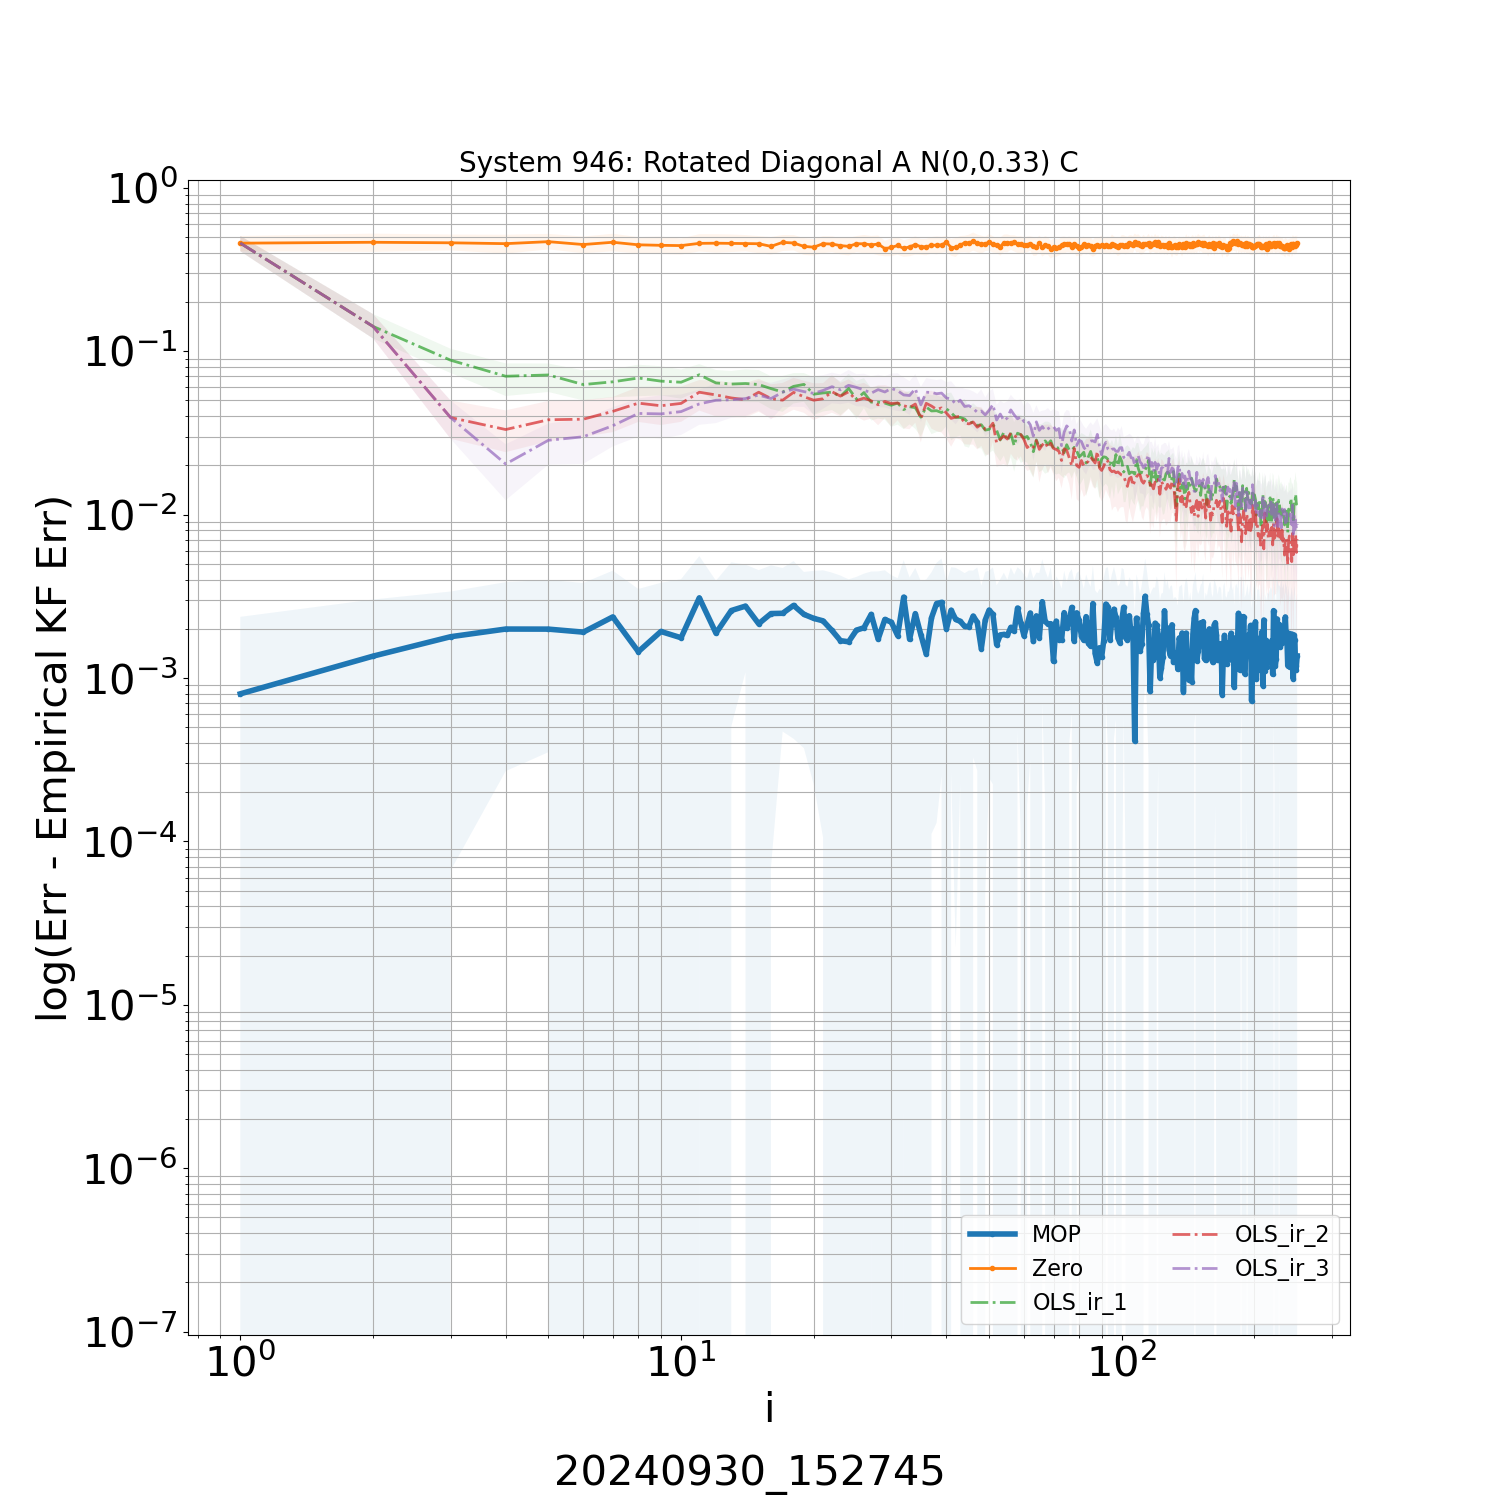 System 946: Rotated Diagonal A N(0,0.33) C
log(Err - Empirical KF Err)
10^0
10^−1
10^−2
10^−3
10^−4
10^−5
10^−6
10^−7
MOP
Zero
OLS_ir_1
OLS_ir_2
OLS_ir_3
10^0 10^1 10^2
i
20240930_152745